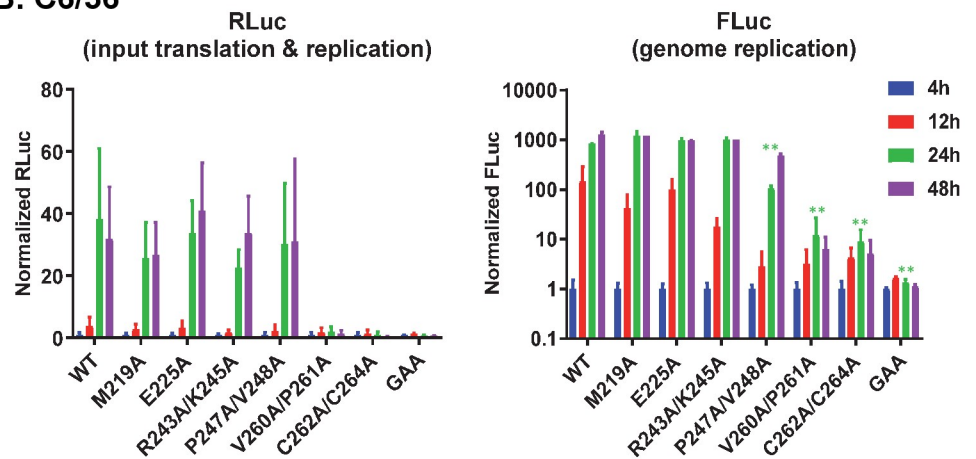 B. C6/36
RLuc
(input translation & replication)
Normalized RLuc
80
60
40
20
0
WT
M219A
E225A
R243A/K245A
P247A/V248A
V260A/P261A
C262A/C264A
GAA
FLuc
(genome replication)
Normalized FLuc
10000
1000
100
10
1
0.1
**
**
**
**
WT
M219A
E225A
R243A/K245A
P247A/V248A
V260A/P261A
C262A/C264A
GAA
4h
12h
24h
48h